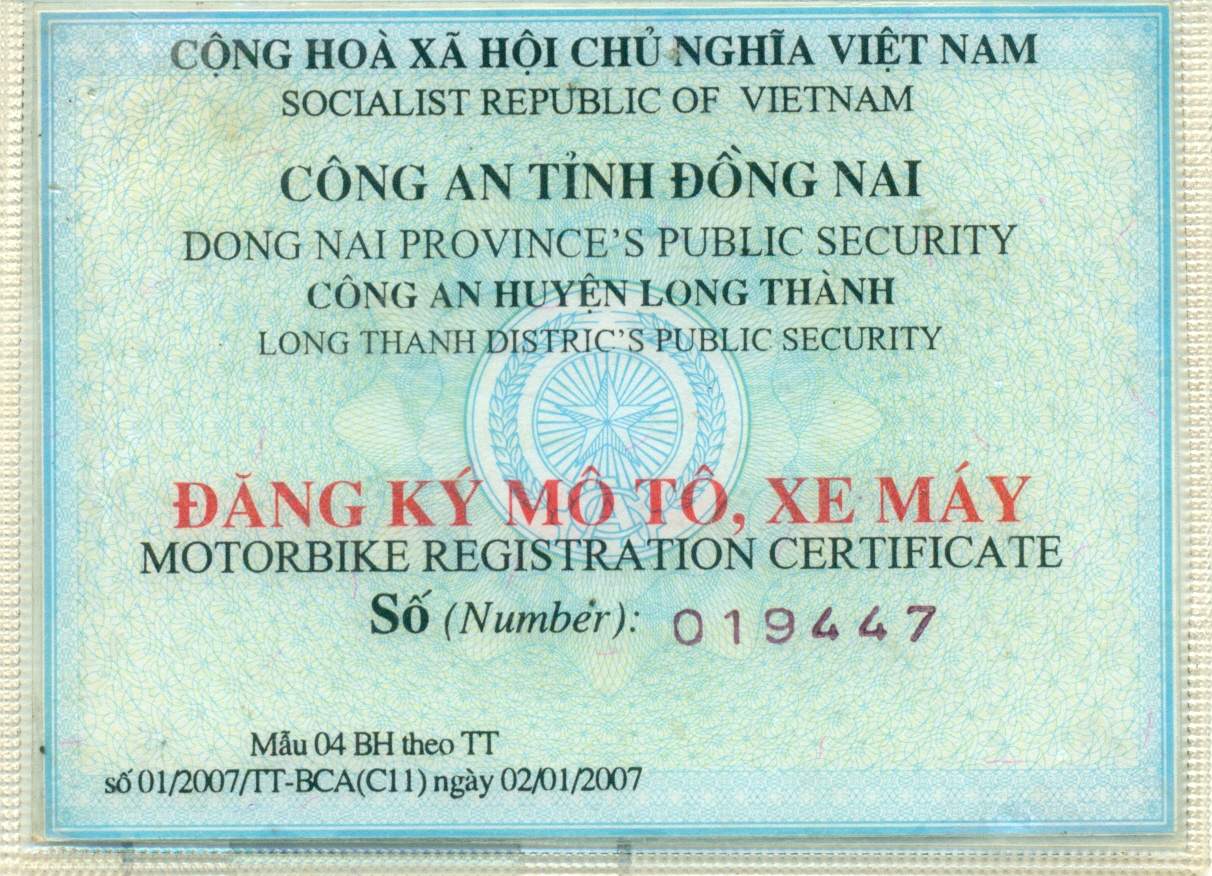 CỘNG HOÀ XÃ HỘI CHỦ NGHĨA VIỆT NAM
SOCIALIST REPUBLIC OF VIETNAM
CÔNG AN TỈNH ĐỒNG NAI
DONG NAI PROVINCE'S PUBLIC SECURITY
CÔNG AN HUYỆN LONG THÀNH
LONG THANH DISTRIC'S PUBLIC SECURITY
ĐĂNG KÝ MÔ TÔ, XE MÁY
MOTORBIKE REGISTRATION CERTIFICATE
Số (Number): 019447
Mẫu 04 BH theo TT
số 01/2007/TT-BCA(C11) ngày 02/01/2007